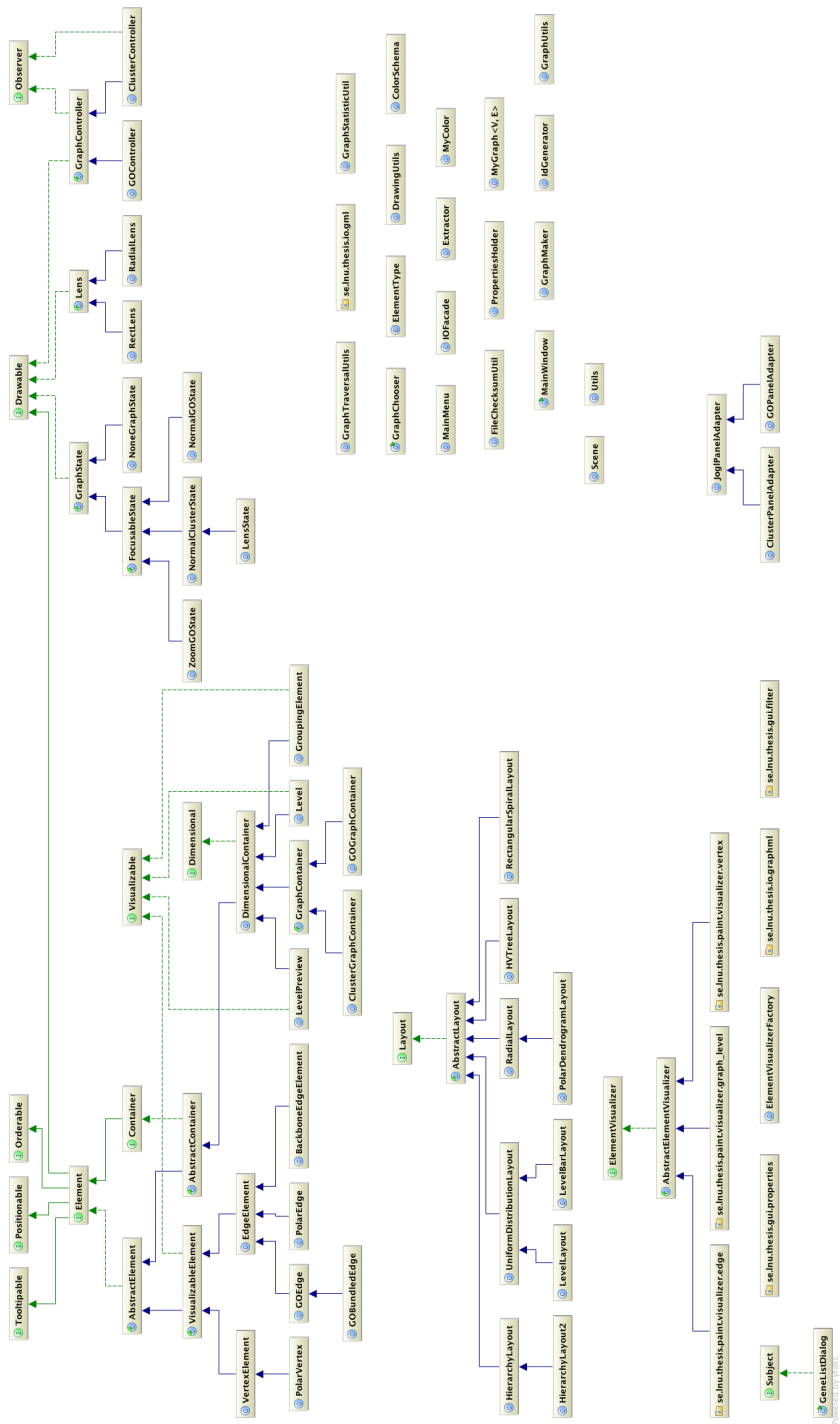 Tooltipable
Positionable
Orderable
Drawable
Observer
Element
GraphState
Lens
GraphController
AbstractElement
Container
Visualizable
FocusableState
NoneGraphState
RectLens
RadialLens
GOController
ClusterController
VisualizableElement
AbstractContainer
Dimensional
ZoomGOState
NormalClusterState
NormalGOState
VertexElement
EdgeElement
DimensionalContainer
LensState
PolarVertex
GOEdge
PolarEdge
BackboneEdgeElement
LevelPreview
GraphContainer
Level
GroupingElement
GOBundledEdge
ClusterGraphContainer
GOGraphContainer
GraphTraversalUtils
se.lnu.thesis.io.gml
GraphStatisticUtil
Layout
GraphChooser
ElementType
DrawingUtils
ColorSchema
AbstractLayout
MainMenu
IOFacade
Extractor
MyColor
HierarchyLayout
UniformDistributionLayout
RadialLayout
HVTreeLayout
RectangularSpiralLayout
FileChecksumUtil
PropertiesHolder
MyGraph<V, E>
HierarchyLayout2
LevelLayout
LevelBarLayout
PolarDendrogramLayout
MainWindow
GraphMaker
IdGenerator
GraphUtils
ElementVisualizer
Scene
Utils
AbstractElementVisualizer
se.lnu.thesis.paint.visualizer.edge
se.lnu.thesis.paint.visualizer.graph_level
se.lnu.thesis.paint.visualizer.vertex
JoglPanelAdapter
Subject
se.lnu.thesis.gui.properties
ElementVisualizerFactory
se.lnu.thesis.io.graphml
se.lnu.thesis.gui.filter
ClusterPanelAdapter
GOPanelAdapter
GeneListDialog
by yFiles